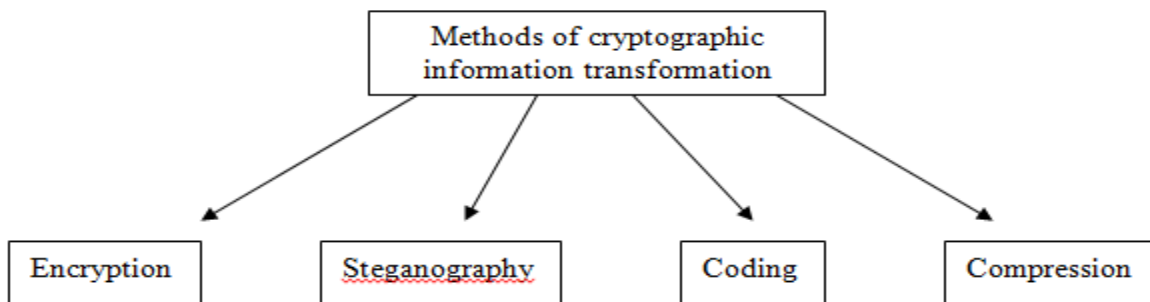 Methods of cryptographic
information transformation
Encryption
Steganography
Coding
Compression